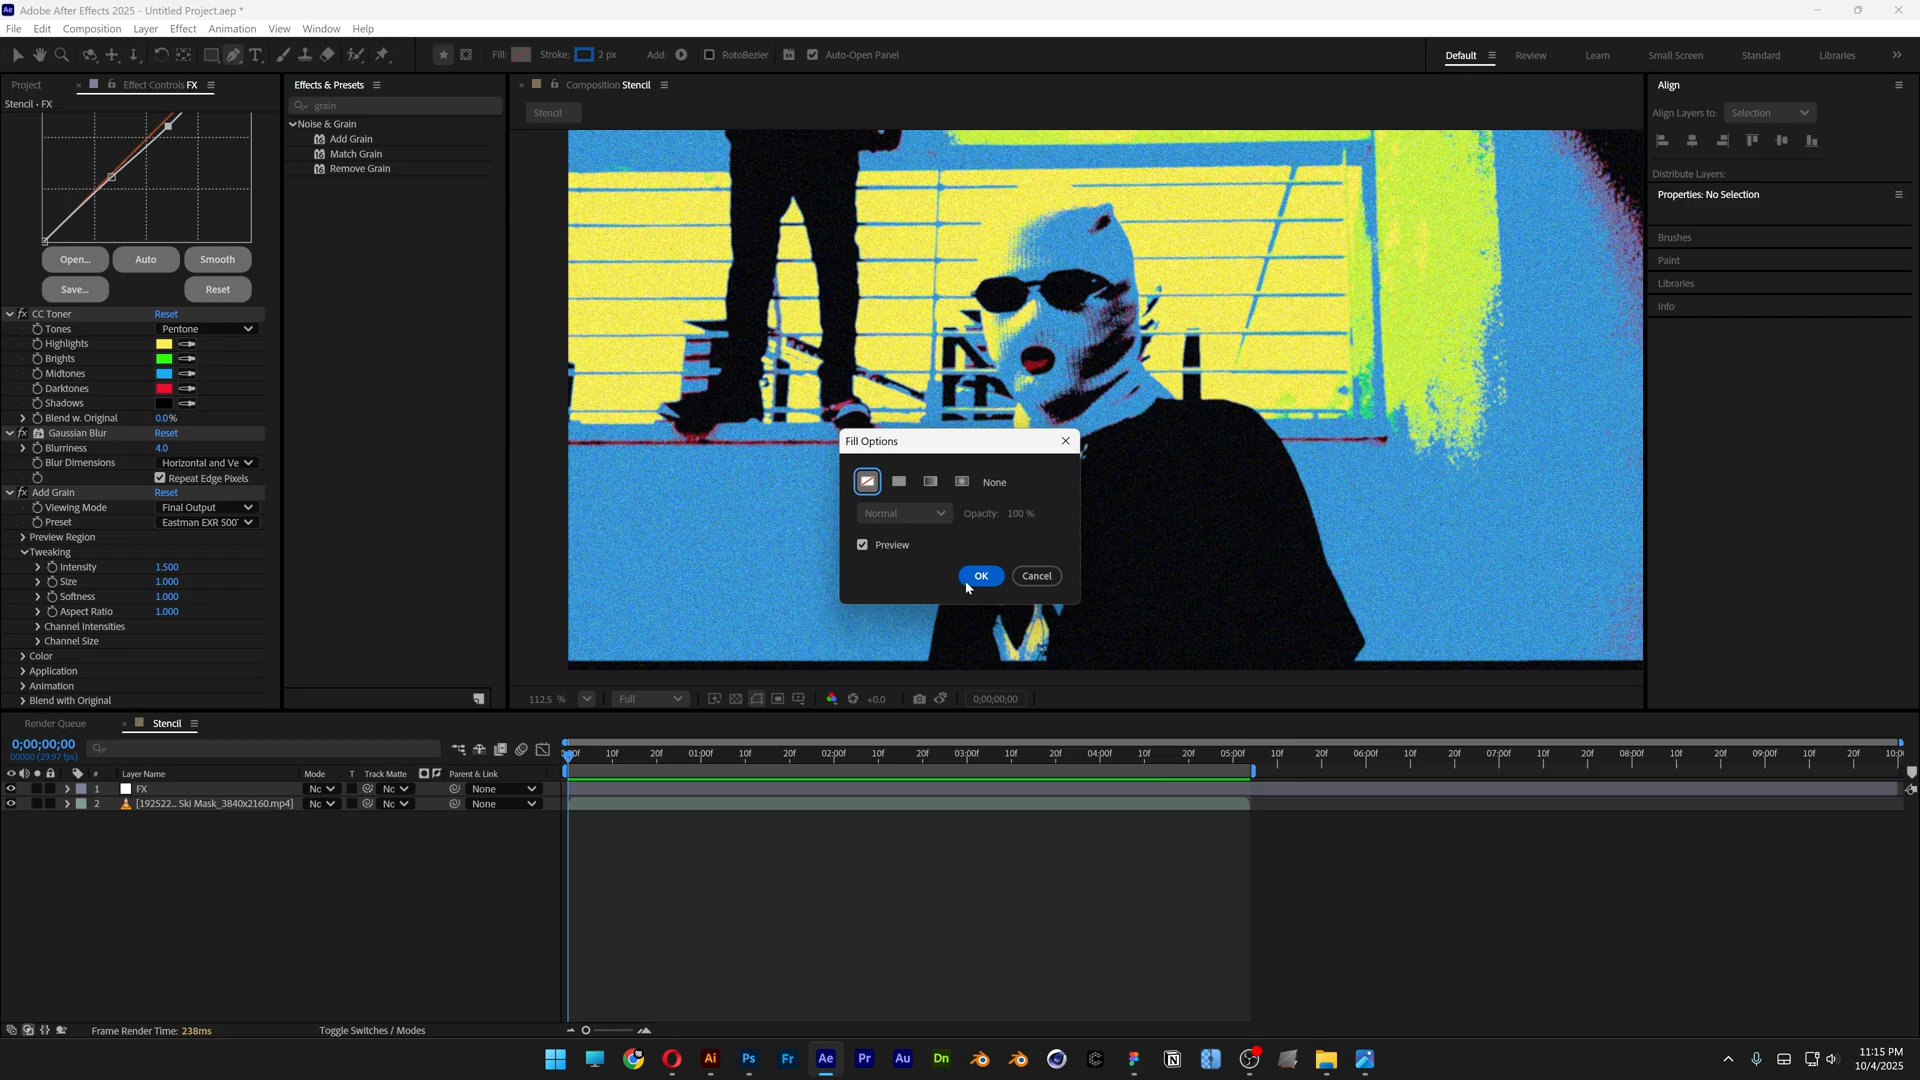 Adobe After Effects 2025 - Untitled Project.aep *
File Edit Composition Layer Effect Animation View Window Help
Fill: Stroke: 2 px Add: RotoBezier Auto-Open Panel
Default Review Learn Small Screen Standard Libraries
Project Effect Controls FX
Stencil • FX
Open... Auto Smooth
Save... Reset
CC Toner Reset
Tones Pentone
Highlights
Brights
Midtones
Darktones
Shadows
Blend w. Original 0.0%
Gaussian Blur Reset
Blurriness 4.0
Blur Dimensions Horizontal and Ve
Repeat Edge Pixels
Add Grain Reset
Viewing Mode Final Output
Preset Eastman EXR 500
Preview Region
Tweaking
Intensity 1.500
Size 1.000
Softness 1.000
Aspect Ratio 1.000
Channel Intensities
Channel Size
Color
Application
Animation
Blend with Original
Effects & Presets
grain
Noise & Grain
Add Grain
Match Grain
Remove Grain
Composition Stencil
Stencil
Fill Options
None
Normal Opacity: 100 %
Preview
OK Cancel
112.5 % Full +0.0 0;00;00;00
Align
Align Layers to: Selection
Distribute Layers:
Properties: No Selection
Brushes
Paint
Libraries
Info
Render Queue Stencil
0;00;00;00
00000 (29.97 fps)
# Layer Name Mode T Track Matte Parent & Link
1 FX Nc Nc None
2 [192522... Ski Mask_3840x2160.mp4] Nc Nc None
10f 20f 01:00f 10f 20f 02:00f 10f 20f 03:00f 10f 20f 04:00f 10f 20f 05:00f 10f 20f 06:00f 10f 20f 07:00f 10f 20f 08:00f 10f 20f 09:00f 10f 20f
Frame Render Time: 238ms Toggle Switches / Modes
Ai Ps Fr Ae Pr Au Dn
11:15 PM
10/4/2025